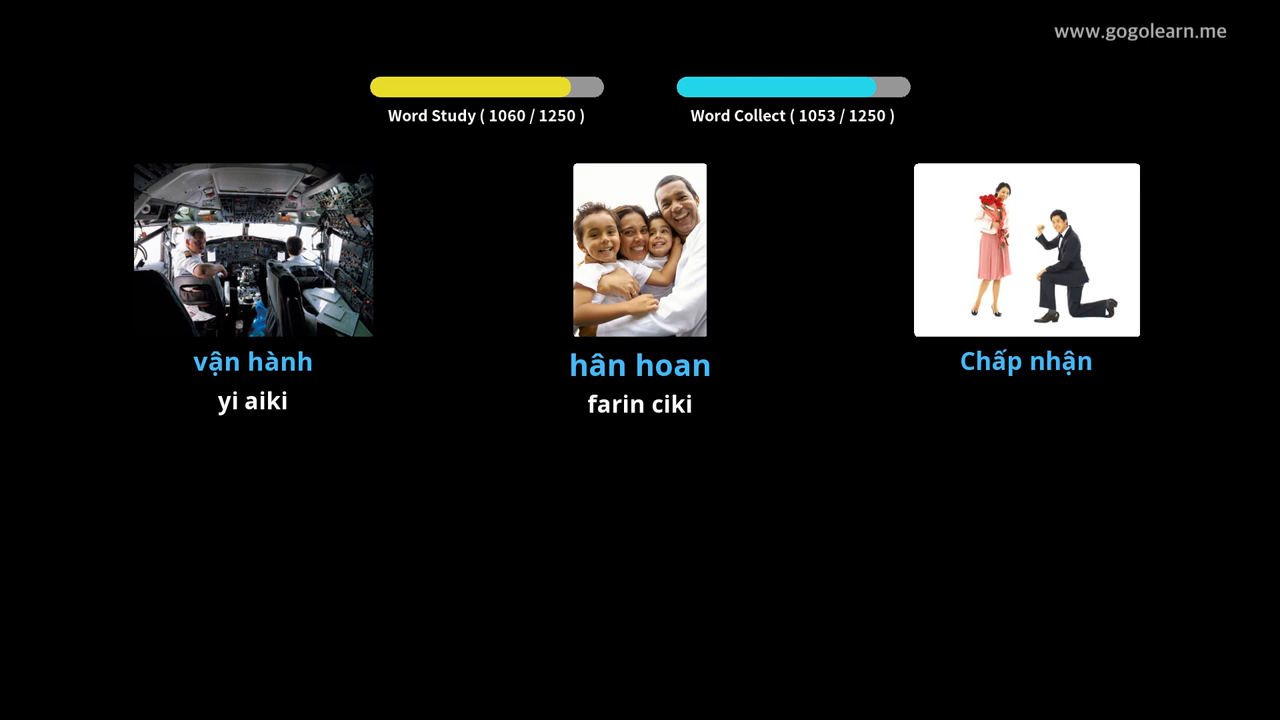 www.gogolearn.me
Word Study ( 1060 / 1250 )
Word Collect ( 1053 / 1250 )
vận hành
yi aiki
hân hoan
farin ciki
Chấp nhận